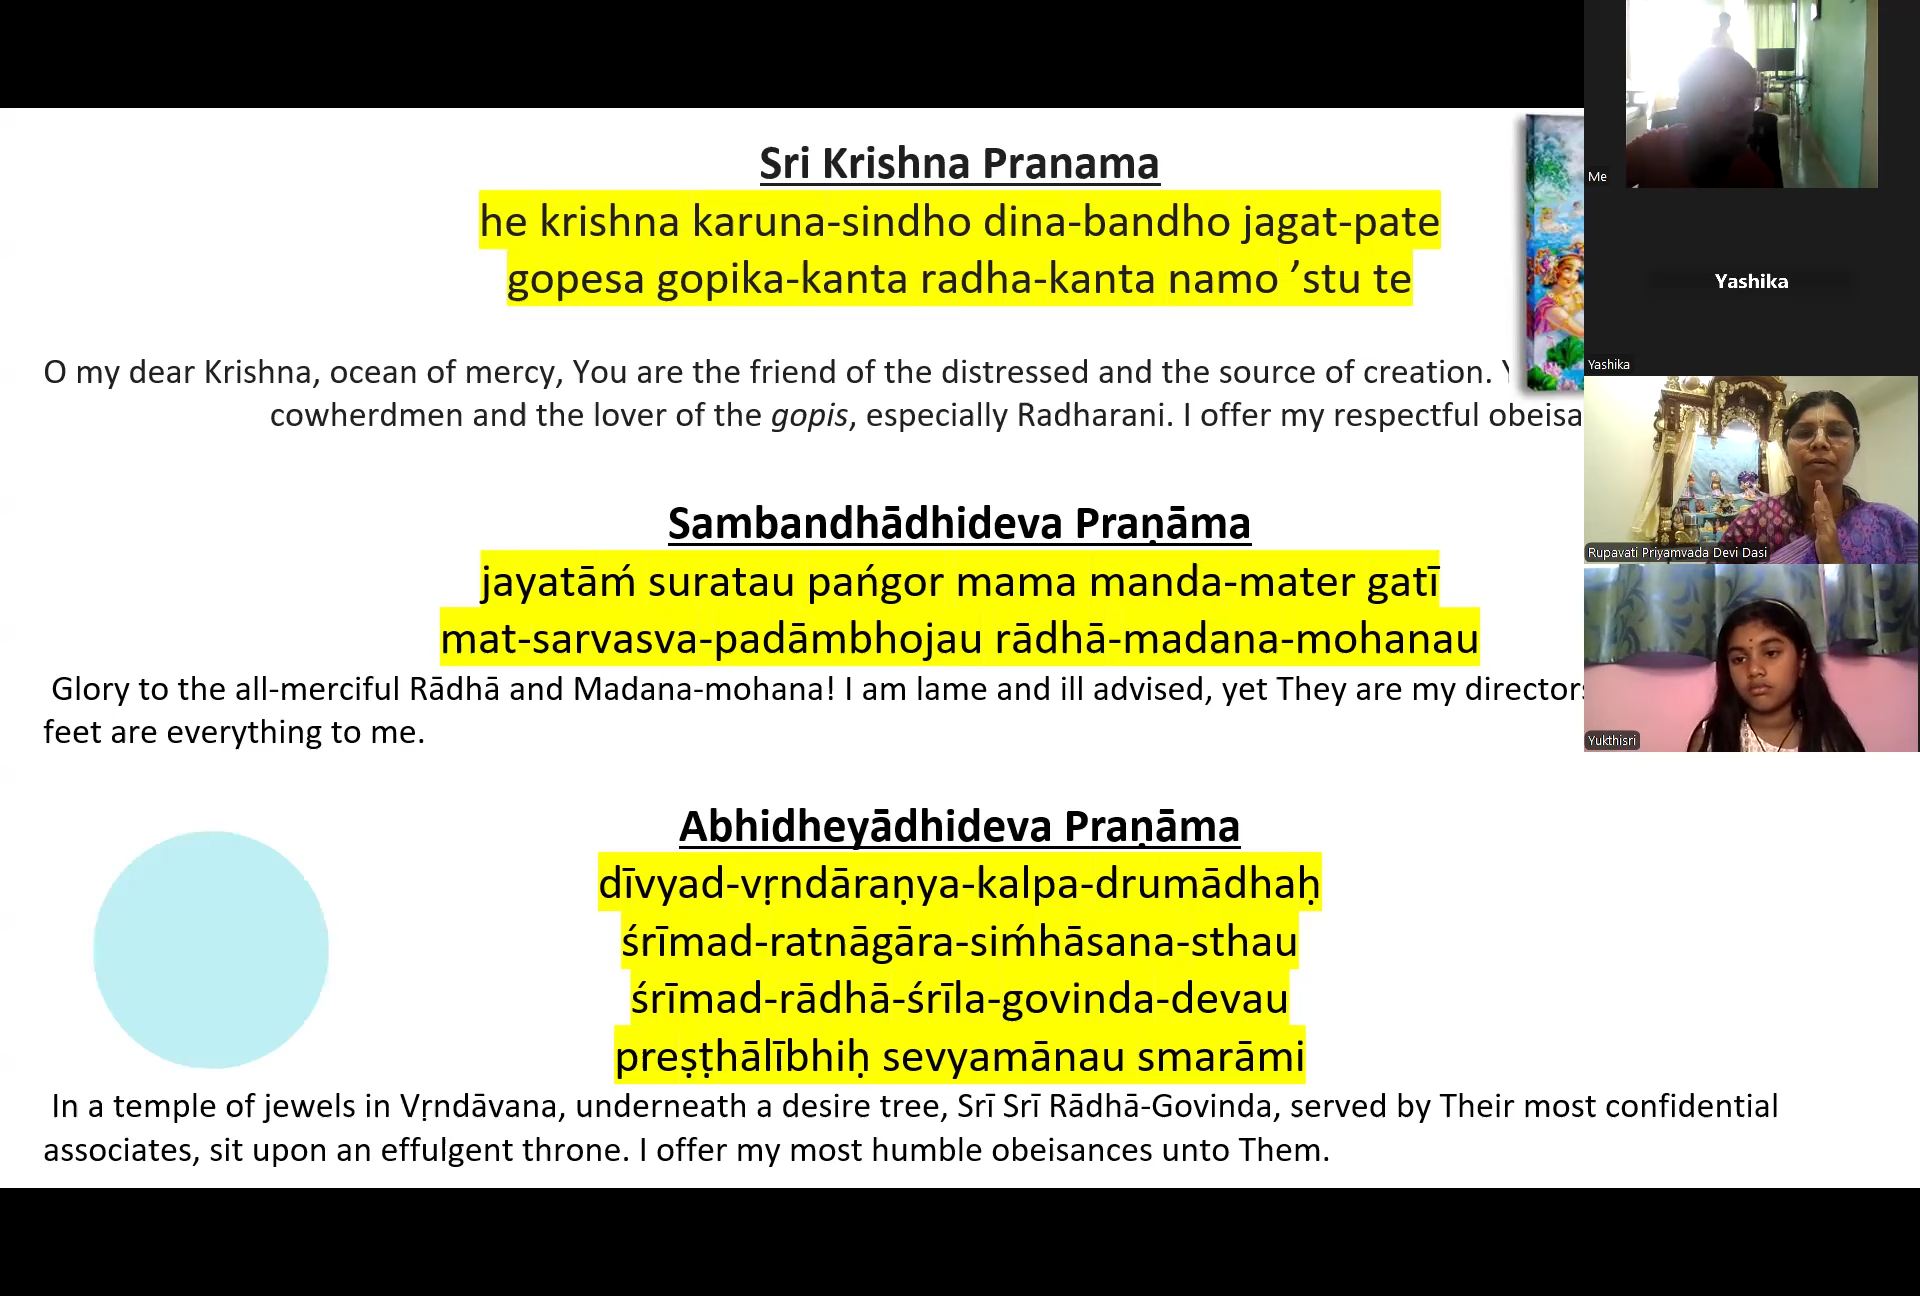 Sri Krishna Pranama
he krishna karuna-sindho dina-bandho jagat-pate
gopesa gopika-kanta radha-kanta namo ’stu te
O my dear Krishna, ocean of mercy, You are the friend of the distressed and the source of creation.
cowherdmen and the lover of the gopis, especially Radharani. I offer my respectful
Sambandhādhideva Praṇāma
jayatāḿ suratau pańgor mama manda-mater gatī
mat-sarvasva-padāmbhojau rādhā-madana-mohanau
Glory to the all-merciful Rādhā and Madana-mohana! I am lame and ill advised, yet They are my directors
feet are everything to me.
Abhidheyādhideva Praṇāma
dīvyad-vṛndāraṇya-kalpa-drumādhaḥ
śrīmad-ratnāgāra-siḿhāsana-sthau
śrīmad-rādhā-śrīla-govinda-devau
preṣṭhālībhiḥ sevyamānau smarāmi
In a temple of jewels in Vṛndāvana, underneath a desire tree, Srī Srī Rādhā-Govinda, served by Their most confidential
associates, sit upon an effulgent throne. I offer my most humble obeisances unto Them.
Me
Yashika
Yashika
Rupavati Priyamvada Devi Dasi
Yukthisri